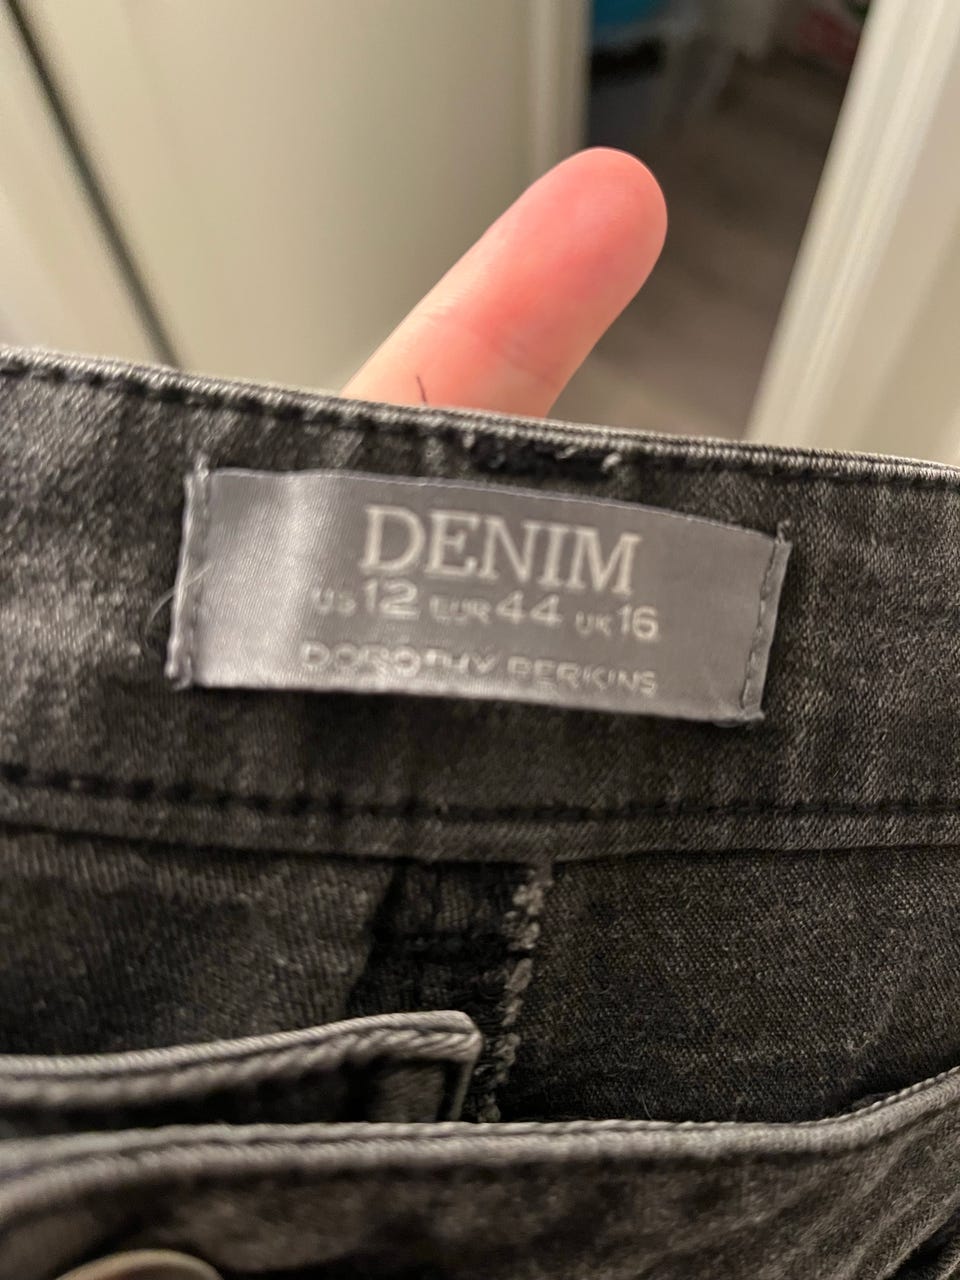 DENIM
US 12 EUR 44 UK 16
DOROTHY PERKINS